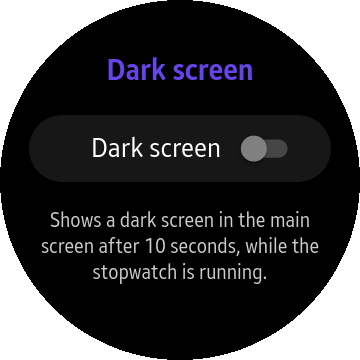 Dark screen
Dark screen
Shows a dark screen in the main
screen after 10 seconds, while the
stopwatch is running.